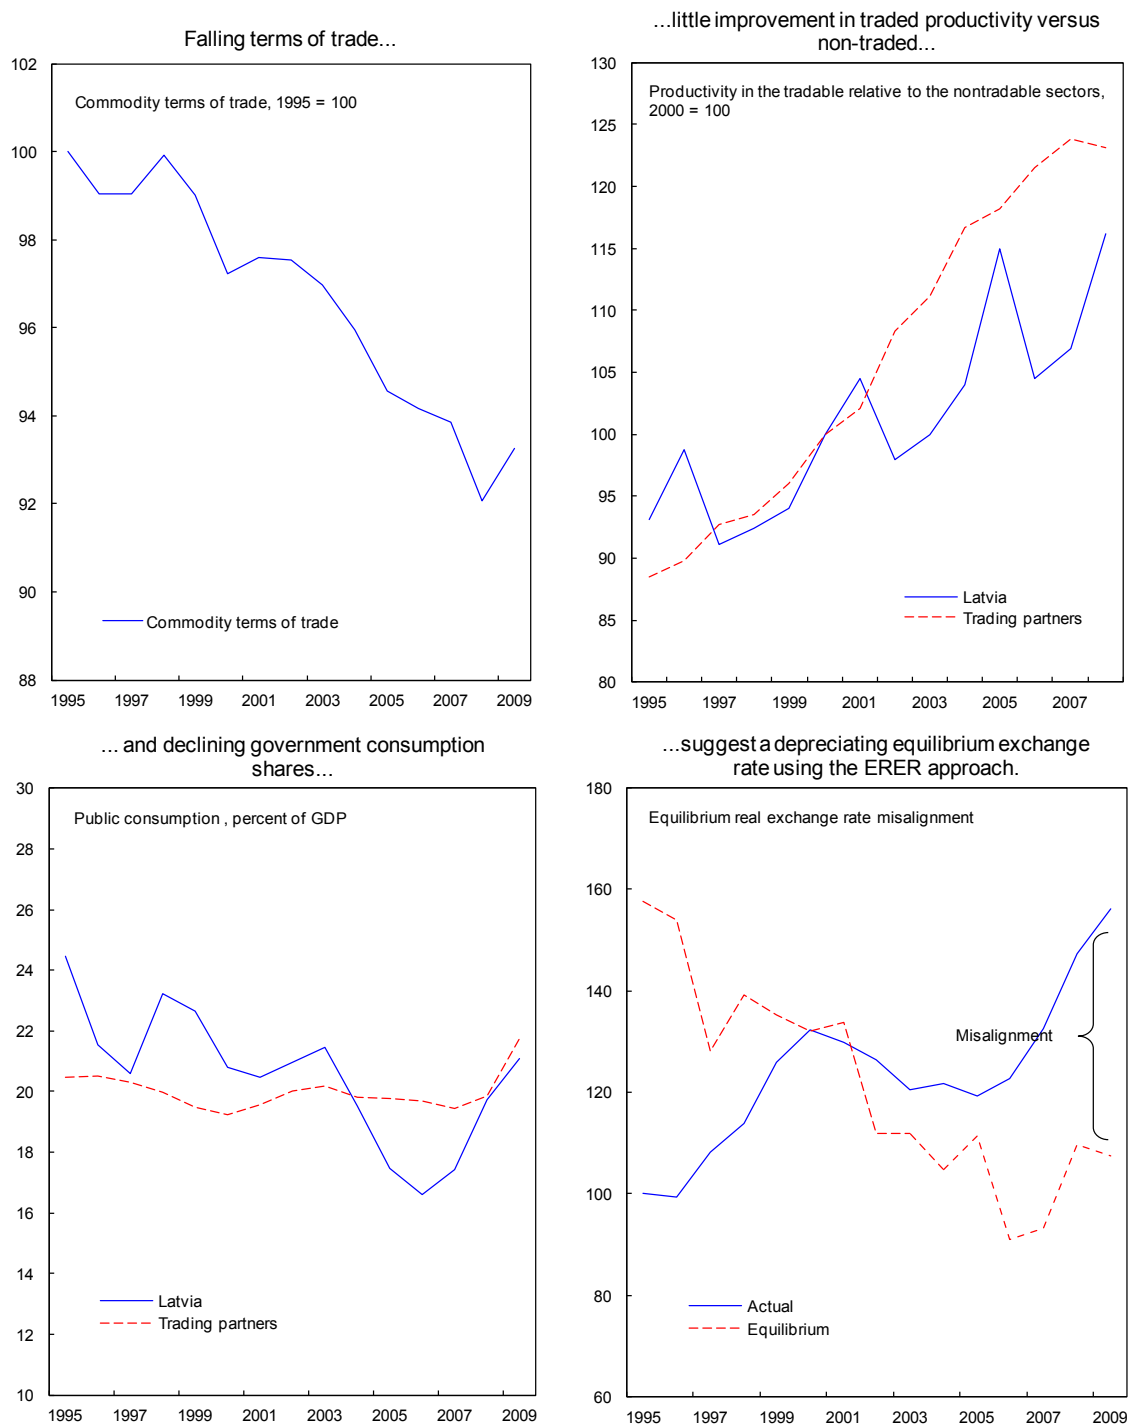 Falling terms of trade...
102
100
98
96
94
92
90
88
Commodity terms of trade, 1995 = 100
Commodity terms of trade
1995 1997 1999 2001 2003 2005 2007 2009
...little improvement in traded productivity versus
non-traded...
130
125
120
115
110
105
100
95
90
85
80
Productivity in the tradable relative to the nontradable sectors,
2000 = 100
Latvia
Trading partners
1995 1997 1999 2001 2003 2005 2007
... and declining government consumption
shares...
30
28
26
24
22
20
18
16
14
12
10
Public consumption , percent of GDP
Latvia
Trading partners
1995 1997 1999 2001 2003 2005 2007 2009
...suggest a depreciating equilibrium exchange
rate using the ERER approach.
180
160
140
120
100
80
60
Equilibrium real exchange rate misalignment
Misalignment
Actual
Equilibrium
1995 1997 1999 2001 2003 2005 2007 2009